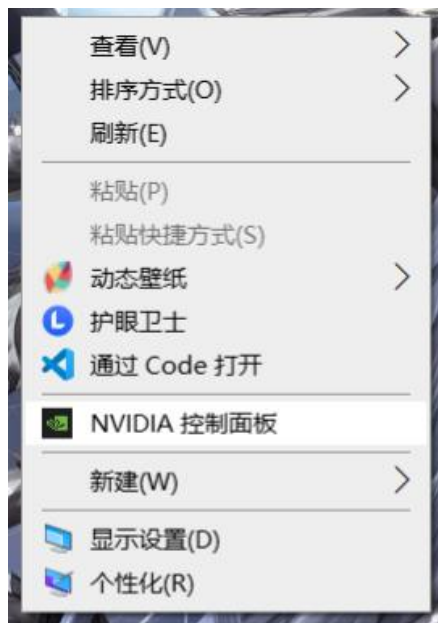 查看(V)
排序方式(O)
刷新(E)
粘贴(P)
粘贴快捷方式(S)
动态壁纸
护眼卫士
通过 Code 打开
NVIDIA 控制面板
新建(W)
显示设置(D)
个性化(R)